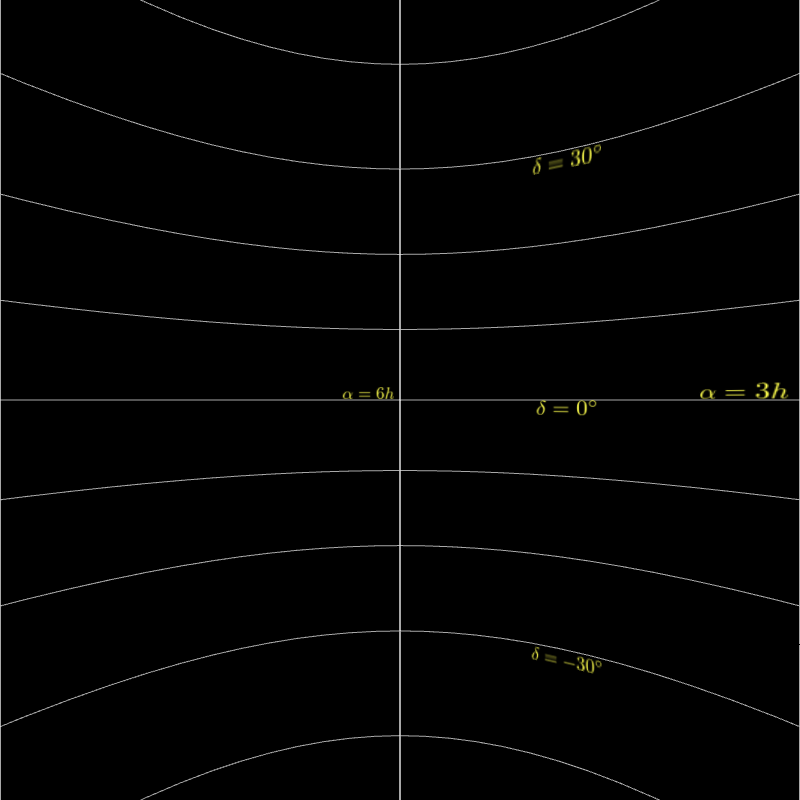 δ = 30°
α = 6h
α = 3h
δ = 0°
δ = −30°